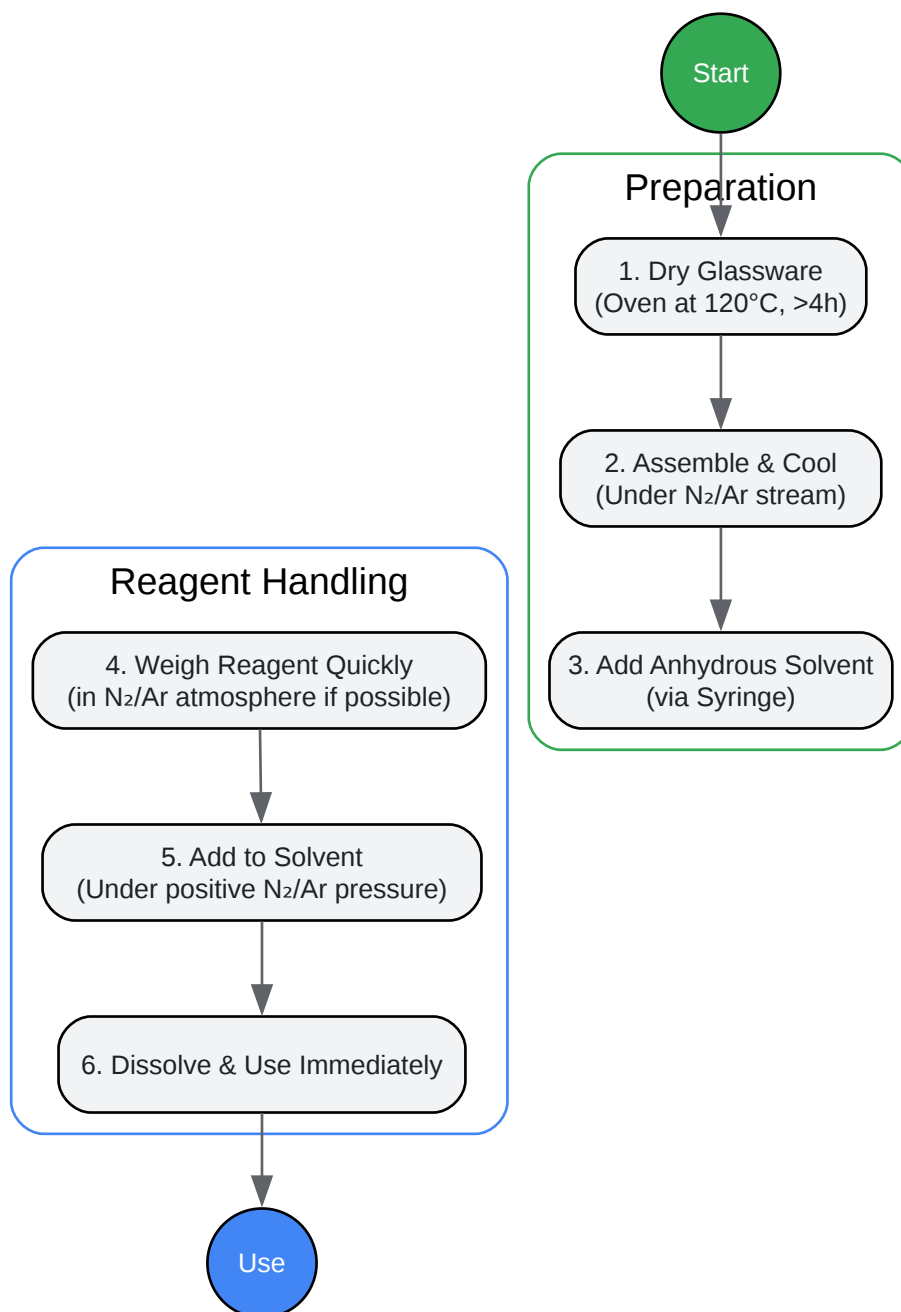 Start
Preparation
1. Dry Glassware
(Oven at 120°C, >4h)
2. Assemble & Cool
(Under N₂/Ar stream)
3. Add Anhydrous Solvent
(via Syringe)
Reagent Handling
4. Weigh Reagent Quickly
(in N₂/Ar atmosphere if possible)
5. Add to Solvent
(Under positive N₂/Ar pressure)
6. Dissolve & Use Immediately
Use